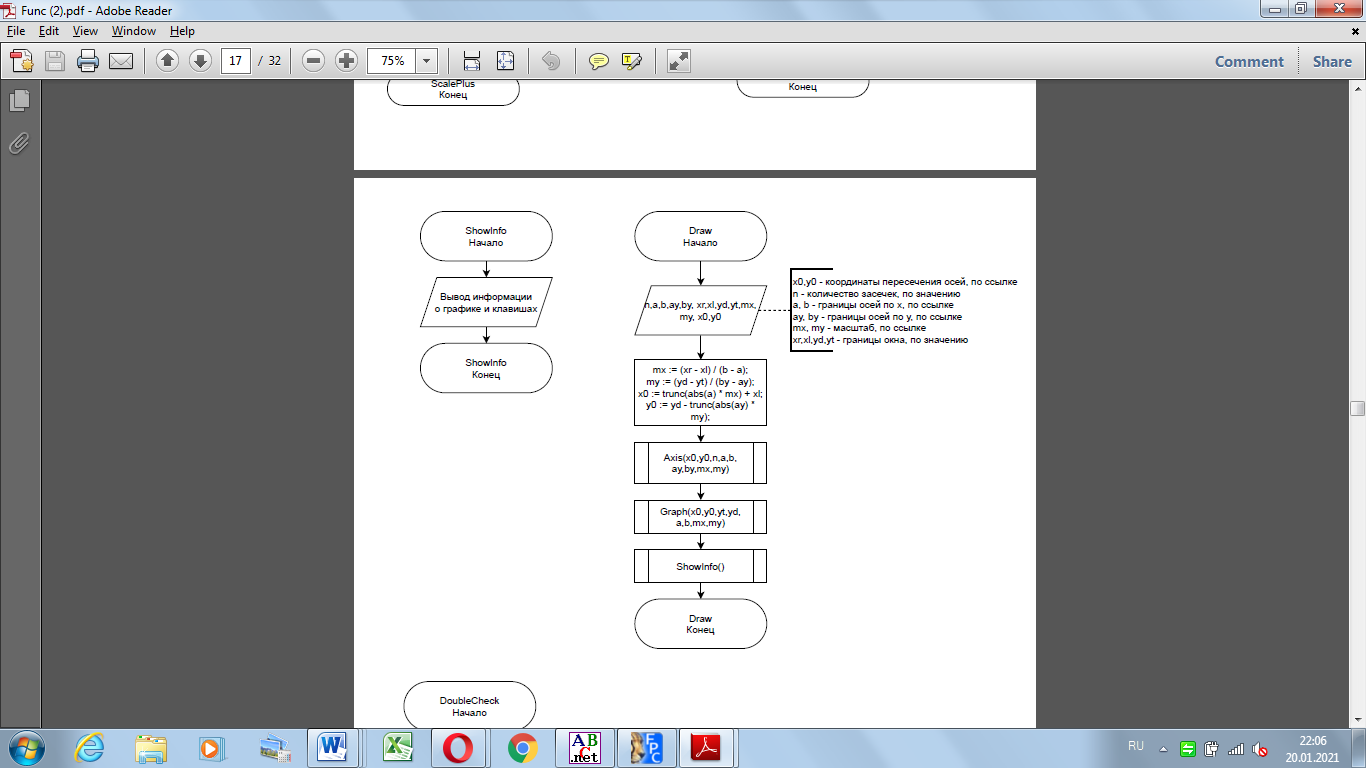 Func (2).pdf - Adobe Reader
File Edit View Window Help
17 / 32 75% Comment Share
ScalePlus
Конец
Конец
ShowInfo
Начало
Вывод информации
о графике и клавишах
ShowInfo
Конец
Draw
Начало
n,a,b,ay,by, xr,xl,yd,yt,mx,
my, x0,y0
x0,y0 - координаты пересечения осей, по ссылке
n - количество засечек, по значению
a, b - границы осей по x, по ссылке
ay, by - границы осей по y, по ссылке
mx, my - масштаб, по ссылке
xr,xl,yd,yt - границы окна, по значению
mx := (xr - xl) / (b - a);
my := (yd - yt) / (by - ay);
x0 := trunc(abs(a) * mx) + xl;
y0 := yd - trunc(abs(ay) *
my);
Axis(x0,y0,n,a,b,
ay,by,mx,my)
Graph(x0,y0,yt,yd,
a,b,mx,my)
ShowInfo()
Draw
Конец
DoubleCheck
Начало
AB
C
.net
FPC
RU
22:06
20.01.2021